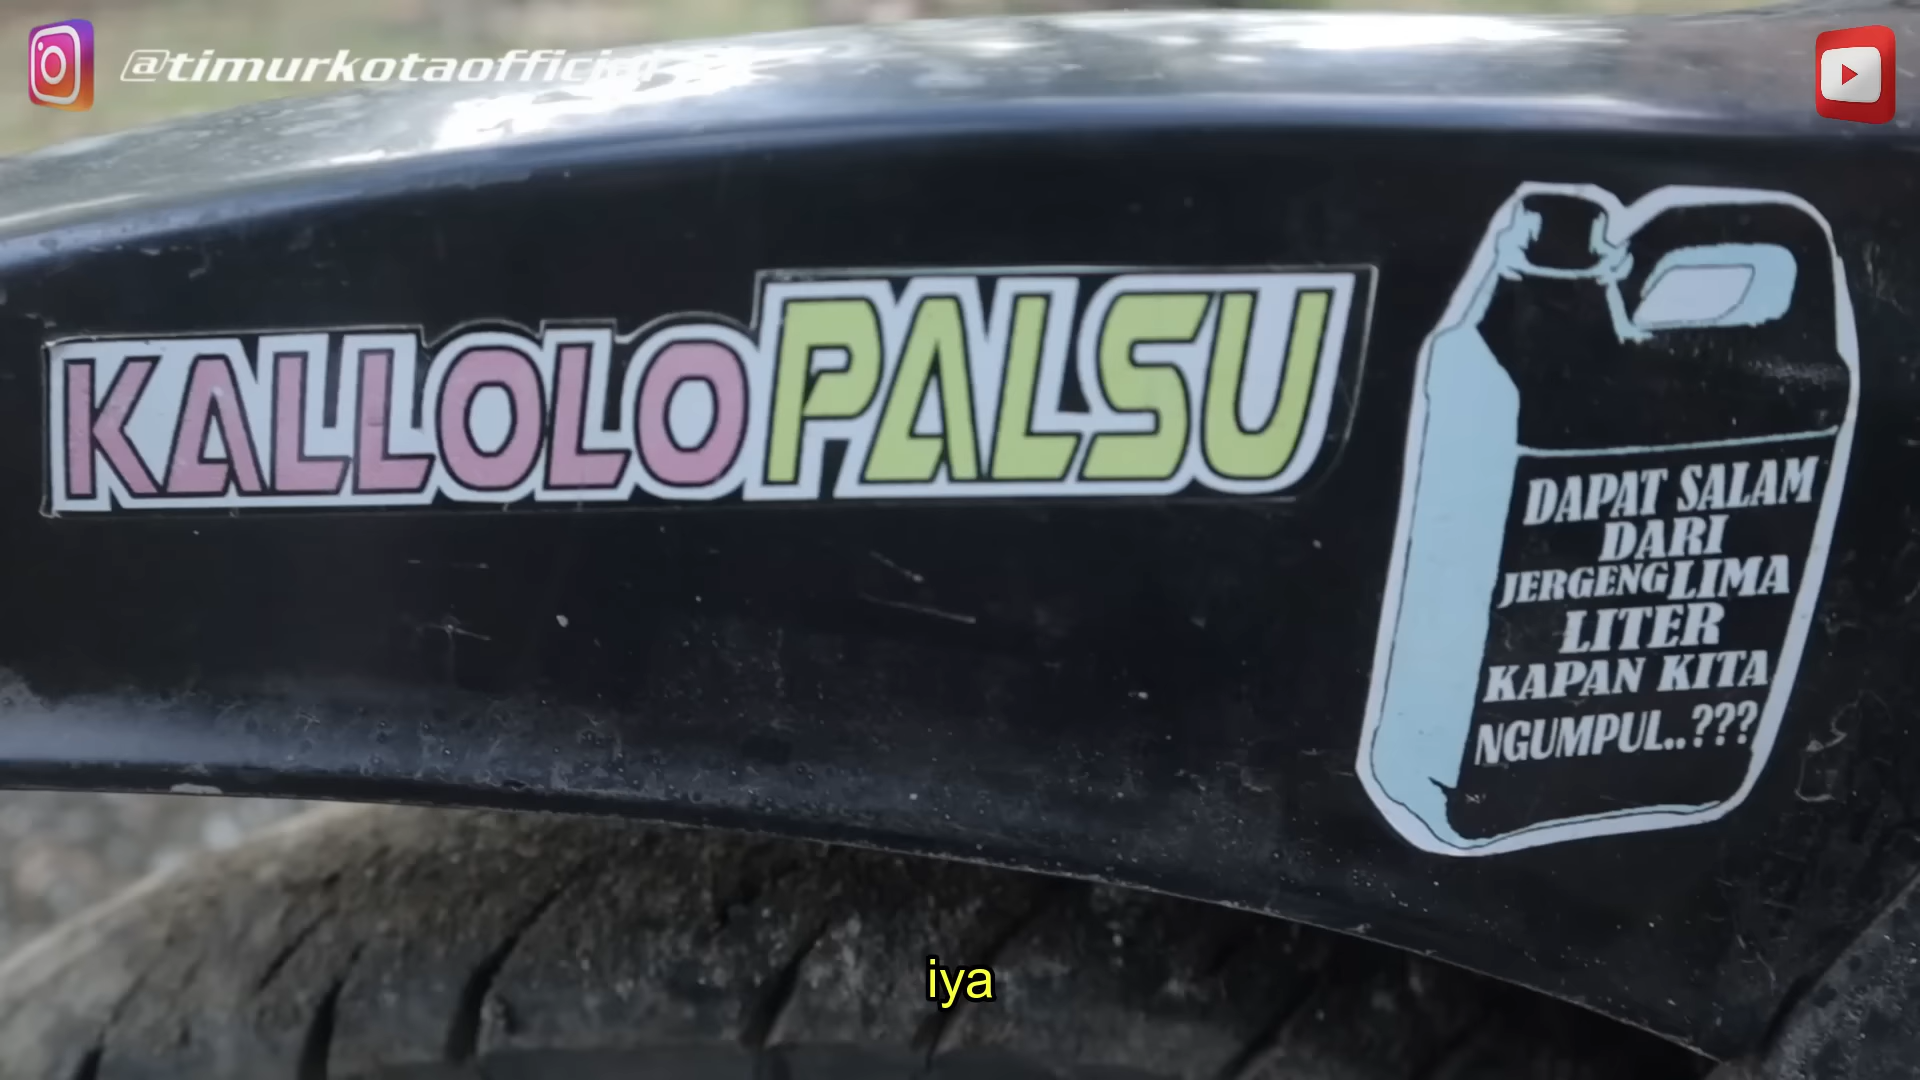 @timurkotaofficial
KALLOLOPALSU
DAPAT SALAM
DARI
JERGENG LIMA
LITER
KAPAN KITA
NGUMPUL..???
iya